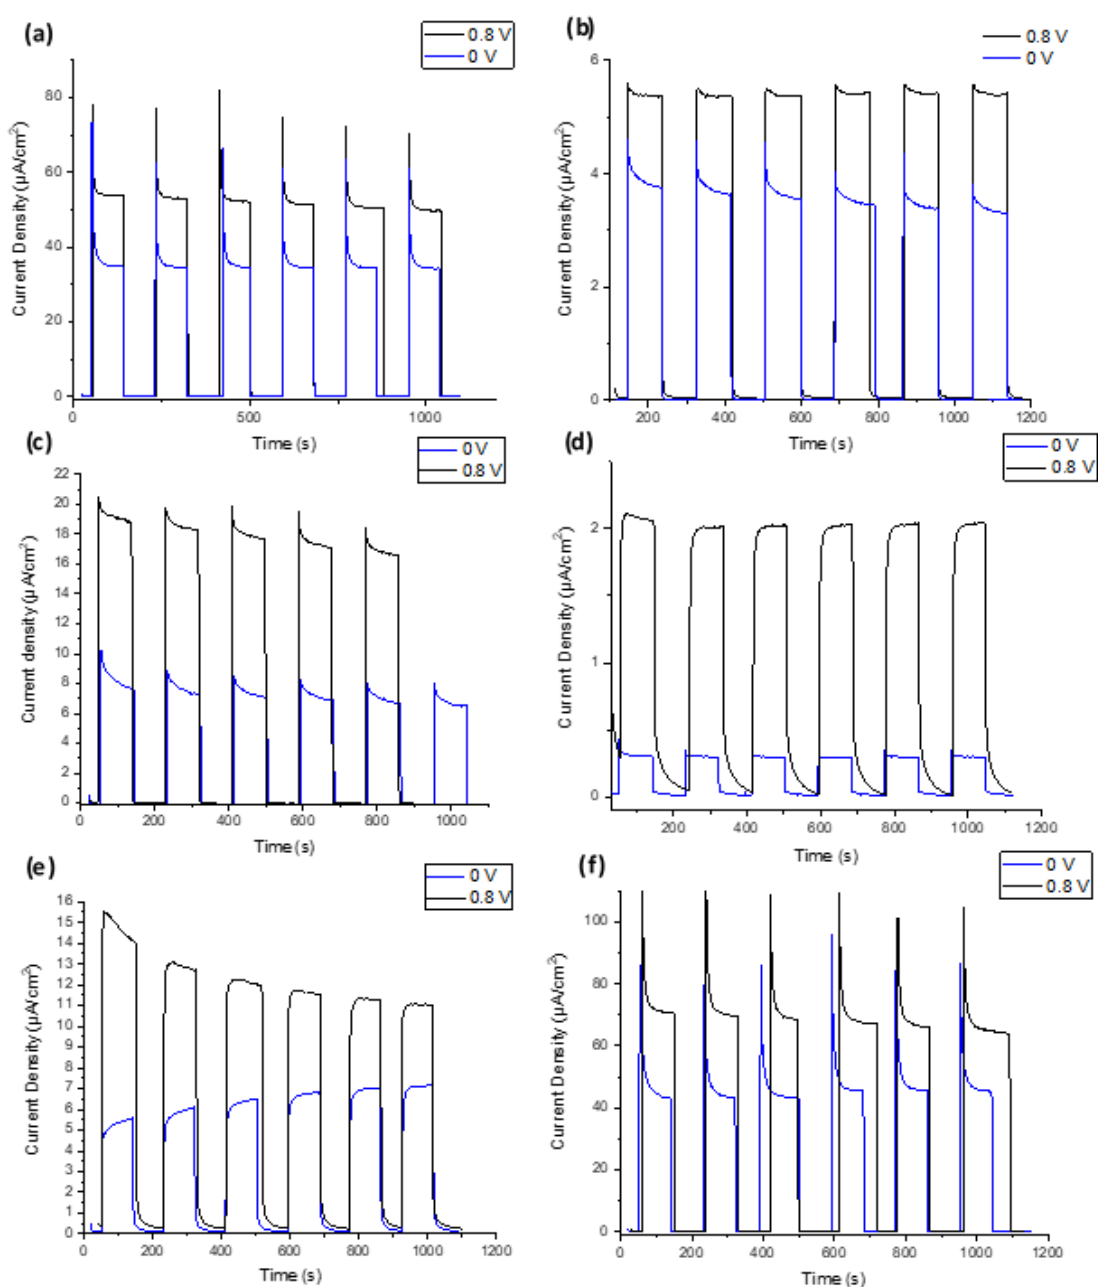 (a)
0.8 V
0 V
80
60
40
20
0
0
500
1000
Current Density (µA/cm²)
Time (s)
(b)
0.8 V
0 V
6
4
2
0
200
400
600
800
1000
1200
Current Density (µA/cm²)
Time (s)
(c)
0 V
0.8 V
22
20
18
16
14
12
10
8
6
4
2
0
0
200
400
600
800
1000
Current density (µA/cm²)
Time (s)
(d)
0 V
0.8 V
2
1
0
200
400
600
800
1000
1200
Current Density (µA/cm²)
Time (s)
(e)
0 V
0.8 V
16
15
14
13
12
11
10
9
8
7
6
5
4
3
2
1
0
0
200
400
600
800
1000
1200
Current Density (µA/cm²)
Time (s)
(f)
0 V
0.8 V
100
80
60
40
20
0
0
200
400
600
800
1000
1200
Current Density (µA/cm²)
Time (s)